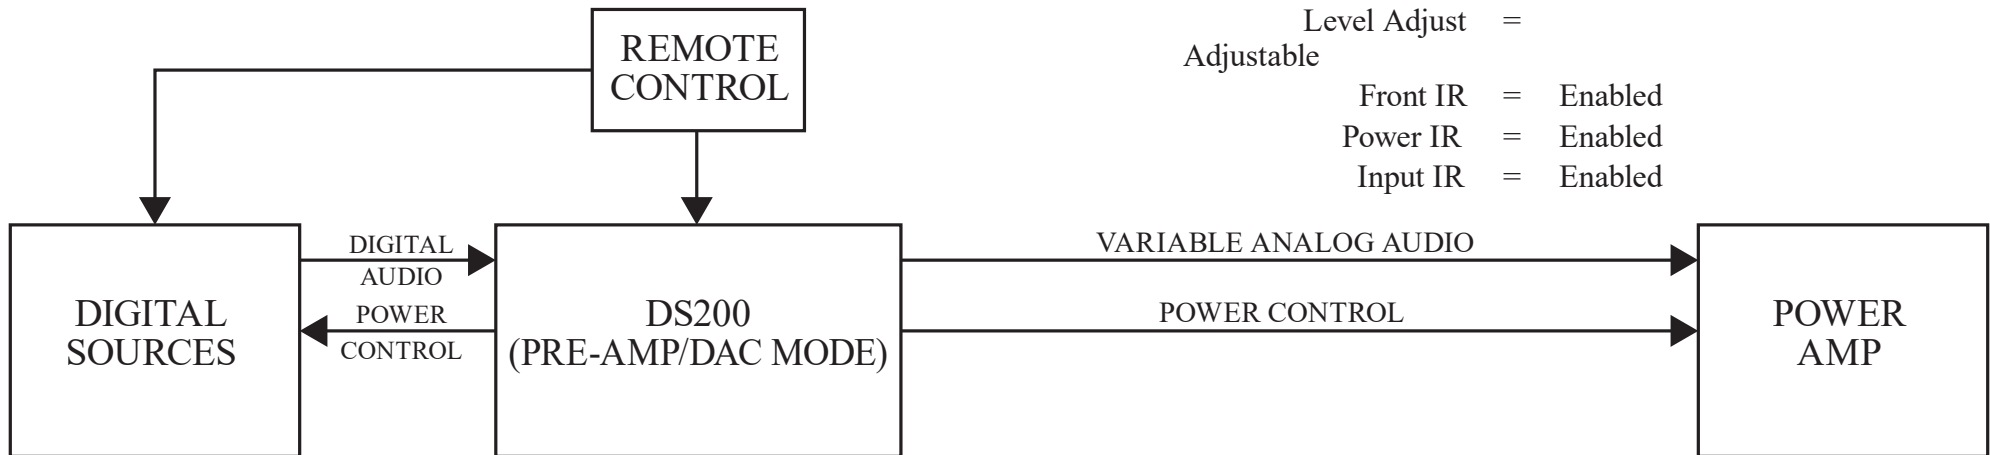 REMOTE
CONTROL
Level Adjust =
Adjustable
Front IR = Enabled
Power IR = Enabled
Input IR = Enabled
DIGITAL
SOURCES
DIGITAL
AUDIO
POWER
CONTROL
DS200
(PRE-AMP/DAC MODE)
VARIABLE ANALOG AUDIO
POWER CONTROL
POWER
AMP